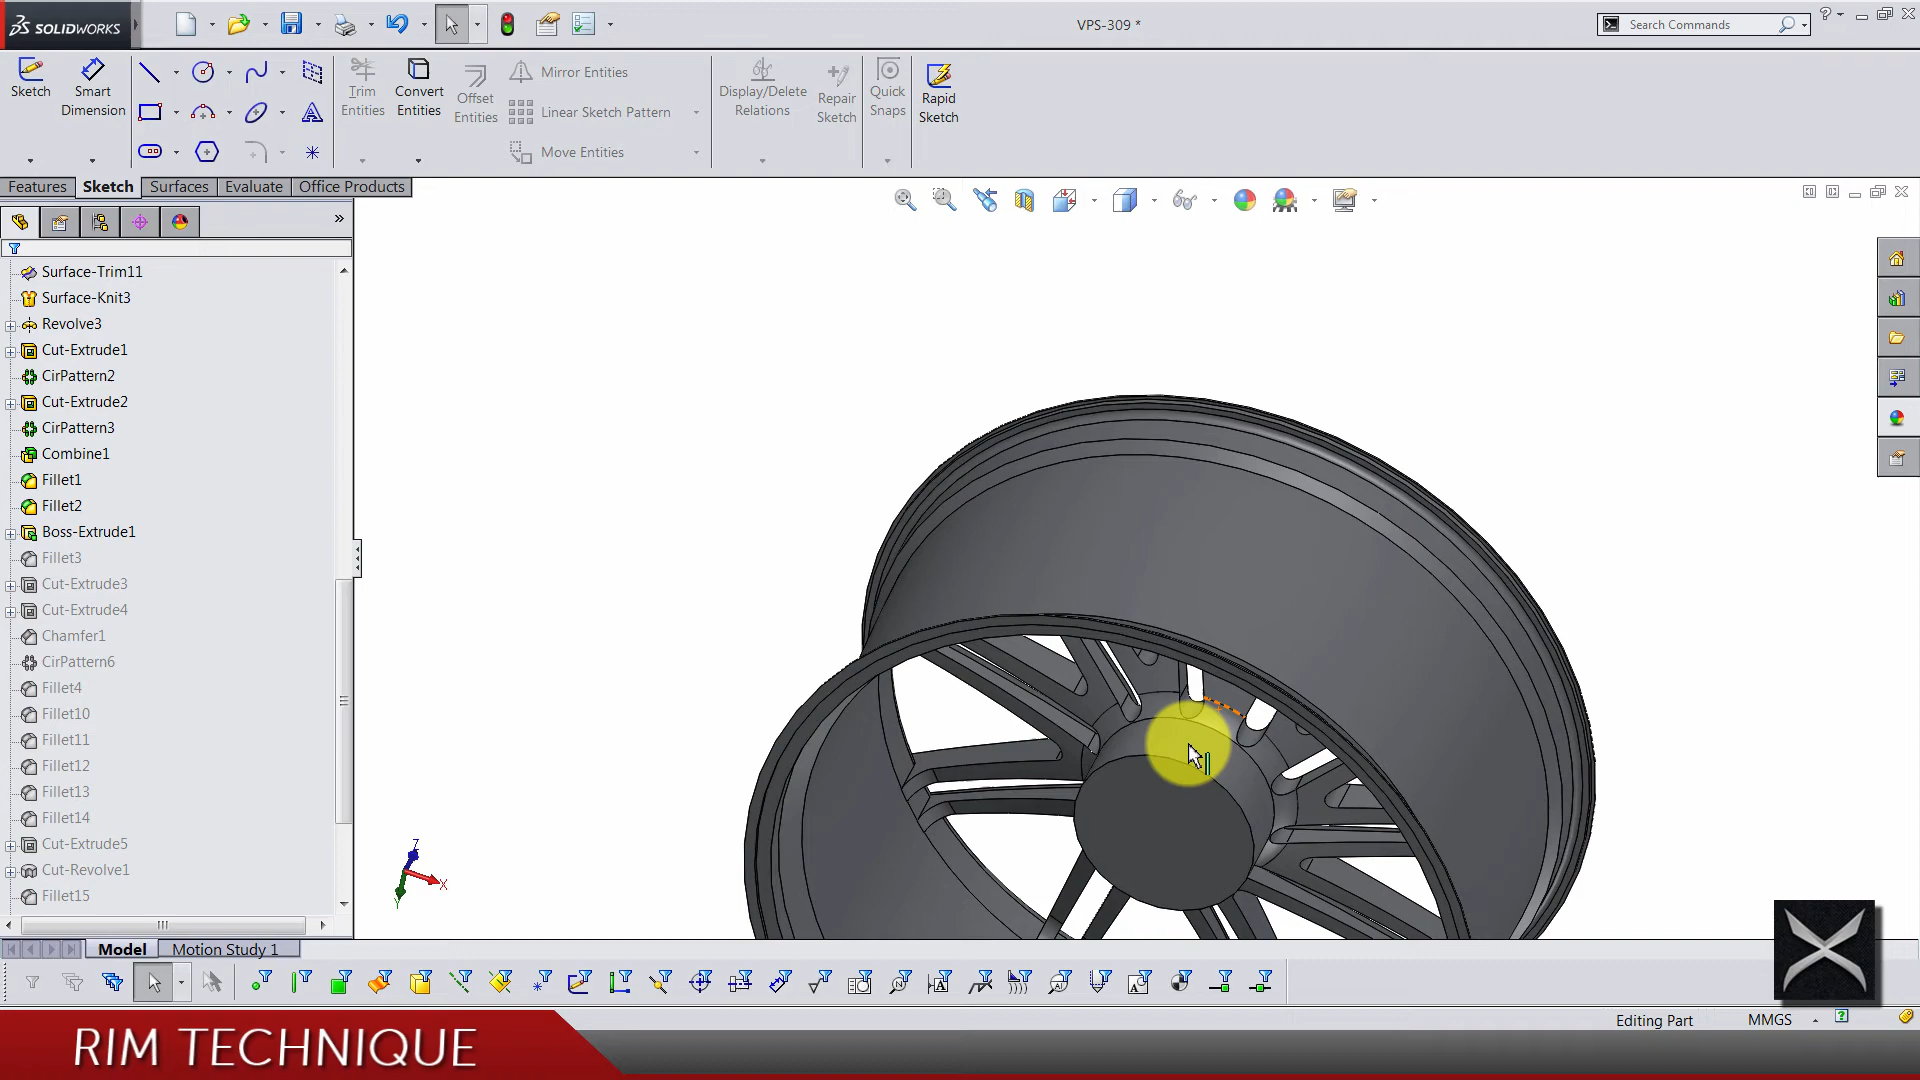 SOLIDWORKS
VPS-309 *
Search Commands
Sketch
Smart Dimension
Trim Entities
Convert Entities
Offset Entities
Mirror Entities
Linear Sketch Pattern
Move Entities
Display/Delete Relations
Repair Sketch
Quick Snaps
Rapid Sketch
Features
Sketch
Surfaces
Evaluate
Office Products
Surface-Trim11
Surface-Knit3
Revolve3
Cut-Extrude1
CirPattern2
Cut-Extrude2
CirPattern3
Combine1
Fillet1
Fillet2
Boss-Extrude1
Fillet3
Cut-Extrude3
Cut-Extrude4
Chamfer1
CirPattern6
Fillet4
Fillet10
Fillet11
Fillet12
Fillet13
Fillet14
Cut-Extrude5
Cut-Revolve1
Fillet15
Z
X
Y
Model
Motion Study 1
Editing Part
MMGS
RIM TECHNIQUE